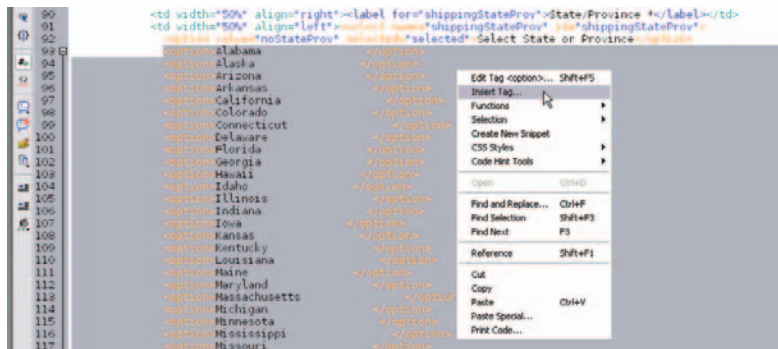 90 <td width="50%" align="right"><label for="shippingStateProv">State/Province *</label></td>
91 <td width="50%" align="left"><select name="shippingStateProv" id="shippingStateProv">
92 <option value="noStateProv" selected="selected">Select State or Province</option>
93 <option>Alabama </option>
94 <option>Alaska </option>
95 <option>Arizona </option>
96 <option>Arkansas </option>
97 <option>California </option>
98 <option>Colorado </option>
99 <option>Connecticut </option>
100 <option>Delaware </option>
101 <option>Florida </option>
102 <option>Georgia </option>
103 <option>Hawaii </option>
104 <option>Idaho </option>
105 <option>Illinois </option>
106 <option>Indiana </option>
107 <option>Iowa </option>
108 <option>Kansas </option>
109 <option>Kentucky </option>
110 <option>Louisiana </option>
111 <option>Maine </option>
112 <option>Maryland </option>
113 <option>Massachusetts </option>
114 <option>Michigan </option>
115 <option>Minnesota </option>
116 <option>Mississippi </option>
117 <option>Missouri </option>
Edit Tag <option>... Shift+F5
Insert Tag...
Functions
Selection
Create New Snippet
CSS Styles
Code Hint Tools
Open Ctrl+D
Find and Replace... Ctrl+F
Find Selection Shift+F3
Find Next F3
Reference Shift+F1
Cut
Copy
Paste Ctrl+V
Paste Special...
Print Code...